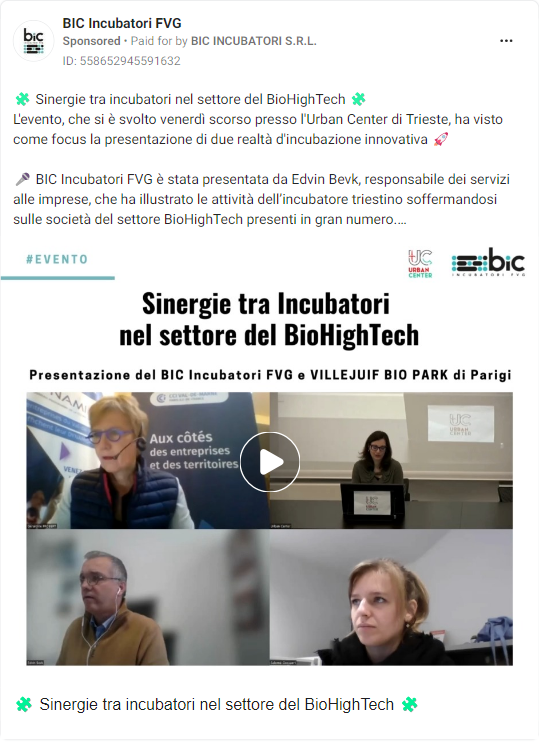 bic
BIC Incubatori FVG
Sponsored • Paid for by BIC INCUBATORI S.R.L.
ID: 558652945591632
🧩 Sinergie tra incubatori nel settore del BioHighTech 🧩
L'evento, che si è svolto venerdì scorso presso l'Urban Center di Trieste, ha visto
come focus la presentazione di due realtà d'incubazione innovativa 🚀
🎤 BIC Incubatori FVG è stata presentata da Edvin Bevk, responsabile dei servizi
alle imprese, che ha illustrato le attività dell’incubatore triestino soffermandosi
sulle società del settore BioHighTech presenti in gran numero....
#EVENTO
UC
URBAN
CENTER
bic
INCUBATORI FVG
Sinergie tra Incubatori
nel settore del BioHighTech
Presentazione del BIC Incubatori FVG e VILLEJUIF BIO PARK di Parigi
Aux côtés
des entreprises
et des territoires
UC
URBAN
CENTER
UC
🧩 Sinergie tra incubatori nel settore del BioHighTech 🧩